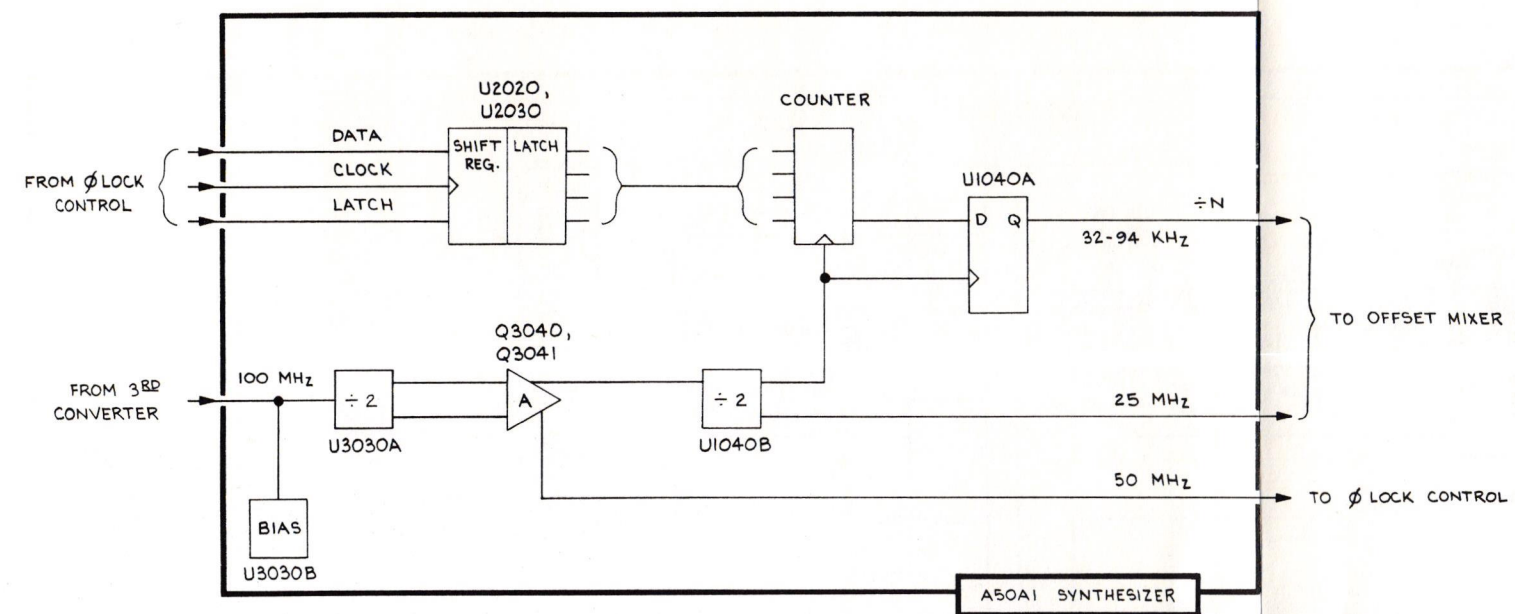 U2020,
U2030
COUNTER
DATA
SHIFT
REG.
LATCH
CLOCK
FROM ØLOCK
CONTROL
LATCH
U1040A
D Q
÷N
32-94 KHz
TO OFFSET MIXER
Q3040,
Q3041
FROM 3RD
CONVERTER
100 MHz
÷ 2
A
÷ 2
25 MHz
U3030A
U1040B
50 MHz
TO Ø LOCK CONTROL
BIAS
U3030B
A50A1 SYNTHESIZER